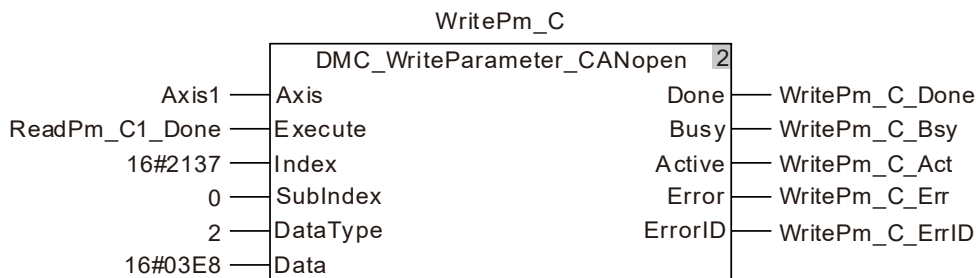 WritePm_C
DMC_WriteParameter_CANopen 2
Axis1 Axis Done WritePm_C_Done
ReadPm_C1_Done Execute Busy WritePm_C_Bsy
16#2137 Index Active WritePm_C_Act
0 SubIndex Error WritePm_C_Err
2 DataType ErrorID WritePm_C_ErrID
16#03E8 Data